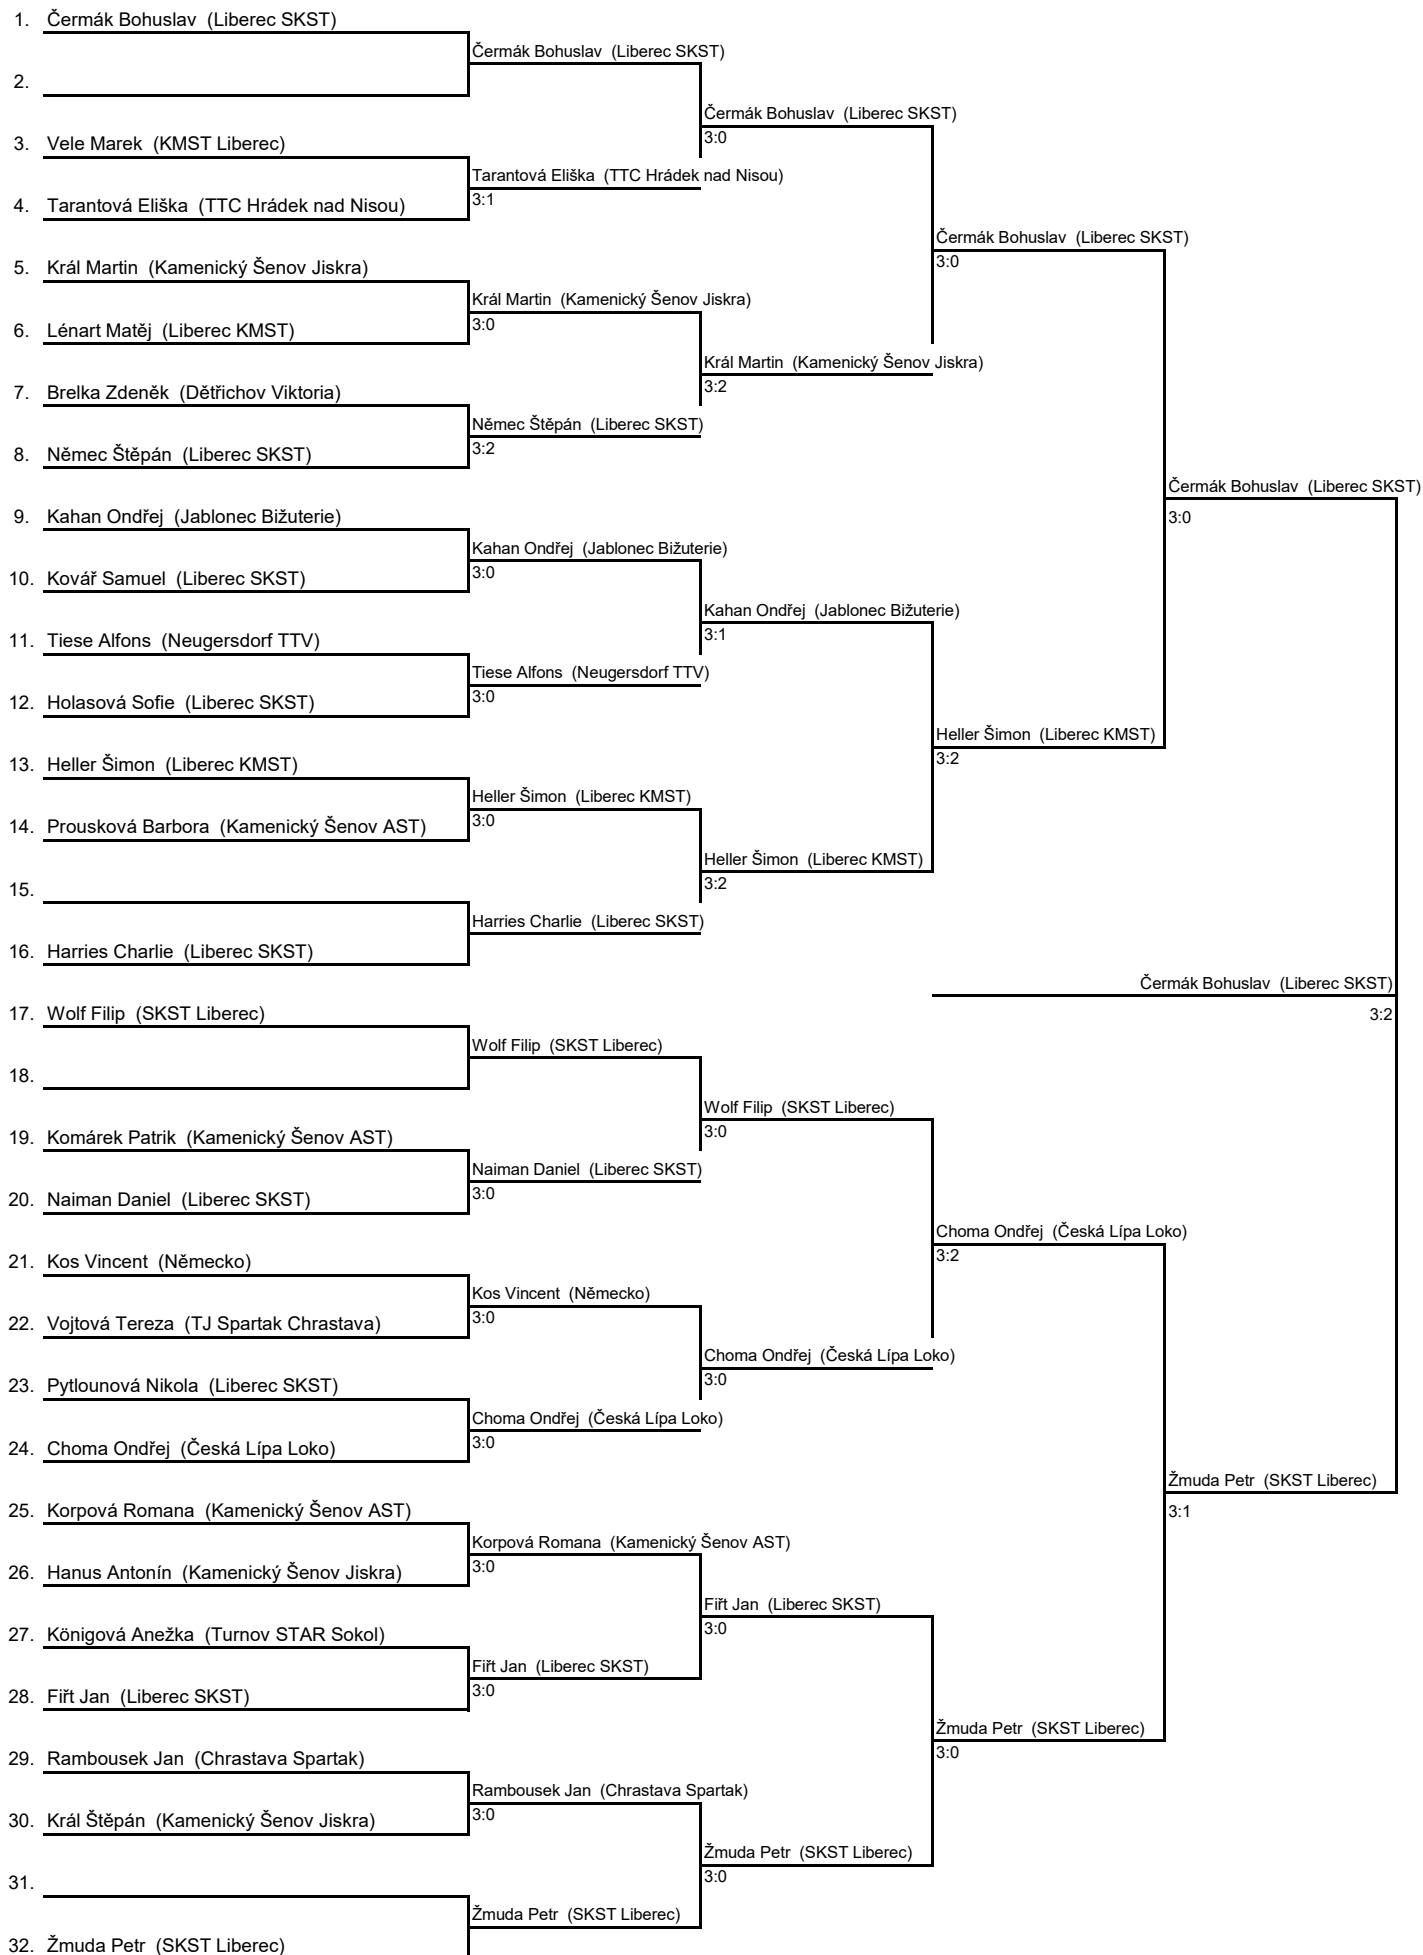 1. Čermák Bohuslav (Liberec SKST)
Čermák Bohuslav (Liberec SKST)
2.
Čermák Bohuslav (Liberec SKST)
3:0
3. Vele Marek (KMST Liberec)
Tarantová Eliška (TTC Hrádek nad Nisou)
3:1
4. Tarantová Eliška (TTC Hrádek nad Nisou)
Čermák Bohuslav (Liberec SKST)
3:0
5. Král Martin (Kamenický Šenov Jiskra)
Král Martin (Kamenický Šenov Jiskra)
3:0
6. Lénart Matěj (Liberec KMST)
Král Martin (Kamenický Šenov Jiskra)
3:2
7. Brelka Zdeněk (Dětřichov Viktoria)
Němec Štěpán (Liberec SKST)
3:2
8. Němec Štěpán (Liberec SKST)
Čermák Bohuslav (Liberec SKST)
3:0
9. Kahan Ondřej (Jablonec Bižuterie)
Kahan Ondřej (Jablonec Bižuterie)
3:0
10. Kovář Samuel (Liberec SKST)
Kahan Ondřej (Jablonec Bižuterie)
3:1
11. Tiese Alfons (Neugersdorf TTV)
Tiese Alfons (Neugersdorf TTV)
3:0
12. Holasová Sofie (Liberec SKST)
Heller Šimon (Liberec KMST)
3:2
13. Heller Šimon (Liberec KMST)
Heller Šimon (Liberec KMST)
3:0
14. Prousková Barbora (Kamenický Šenov AST)
Heller Šimon (Liberec KMST)
3:2
15.
Harries Charlie (Liberec SKST)
16. Harries Charlie (Liberec SKST)
Čermák Bohuslav (Liberec SKST)
3:2
17. Wolf Filip (SKST Liberec)
Wolf Filip (SKST Liberec)
18.
Wolf Filip (SKST Liberec)
3:0
19. Komárek Patrik (Kamenický Šenov AST)
Naiman Daniel (Liberec SKST)
3:0
20. Naiman Daniel (Liberec SKST)
Choma Ondřej (Česká Lípa Loko)
3:2
21. Kos Vincent (Německo)
Kos Vincent (Německo)
3:0
22. Vojtová Tereza (TJ Spartak Chrastava)
Choma Ondřej (Česká Lípa Loko)
3:0
23. Pytlounová Nikola (Liberec SKST)
Choma Ondřej (Česká Lípa Loko)
3:0
24. Choma Ondřej (Česká Lípa Loko)
Žmuda Petr (SKST Liberec)
3:1
25. Korpová Romana (Kamenický Šenov AST)
Korpová Romana (Kamenický Šenov AST)
3:0
26. Hanus Antonín (Kamenický Šenov Jiskra)
Fiřt Jan (Liberec SKST)
3:0
27. Königová Anežka (Turnov STAR Sokol)
Fiřt Jan (Liberec SKST)
3:0
28. Fiřt Jan (Liberec SKST)
Žmuda Petr (SKST Liberec)
3:0
29. Rambousek Jan (Chrastava Spartak)
Rambousek Jan (Chrastava Spartak)
3:0
30. Král Štěpán (Kamenický Šenov Jiskra)
Žmuda Petr (SKST Liberec)
3:0
31.
Žmuda Petr (SKST Liberec)
32. Žmuda Petr (SKST Liberec)